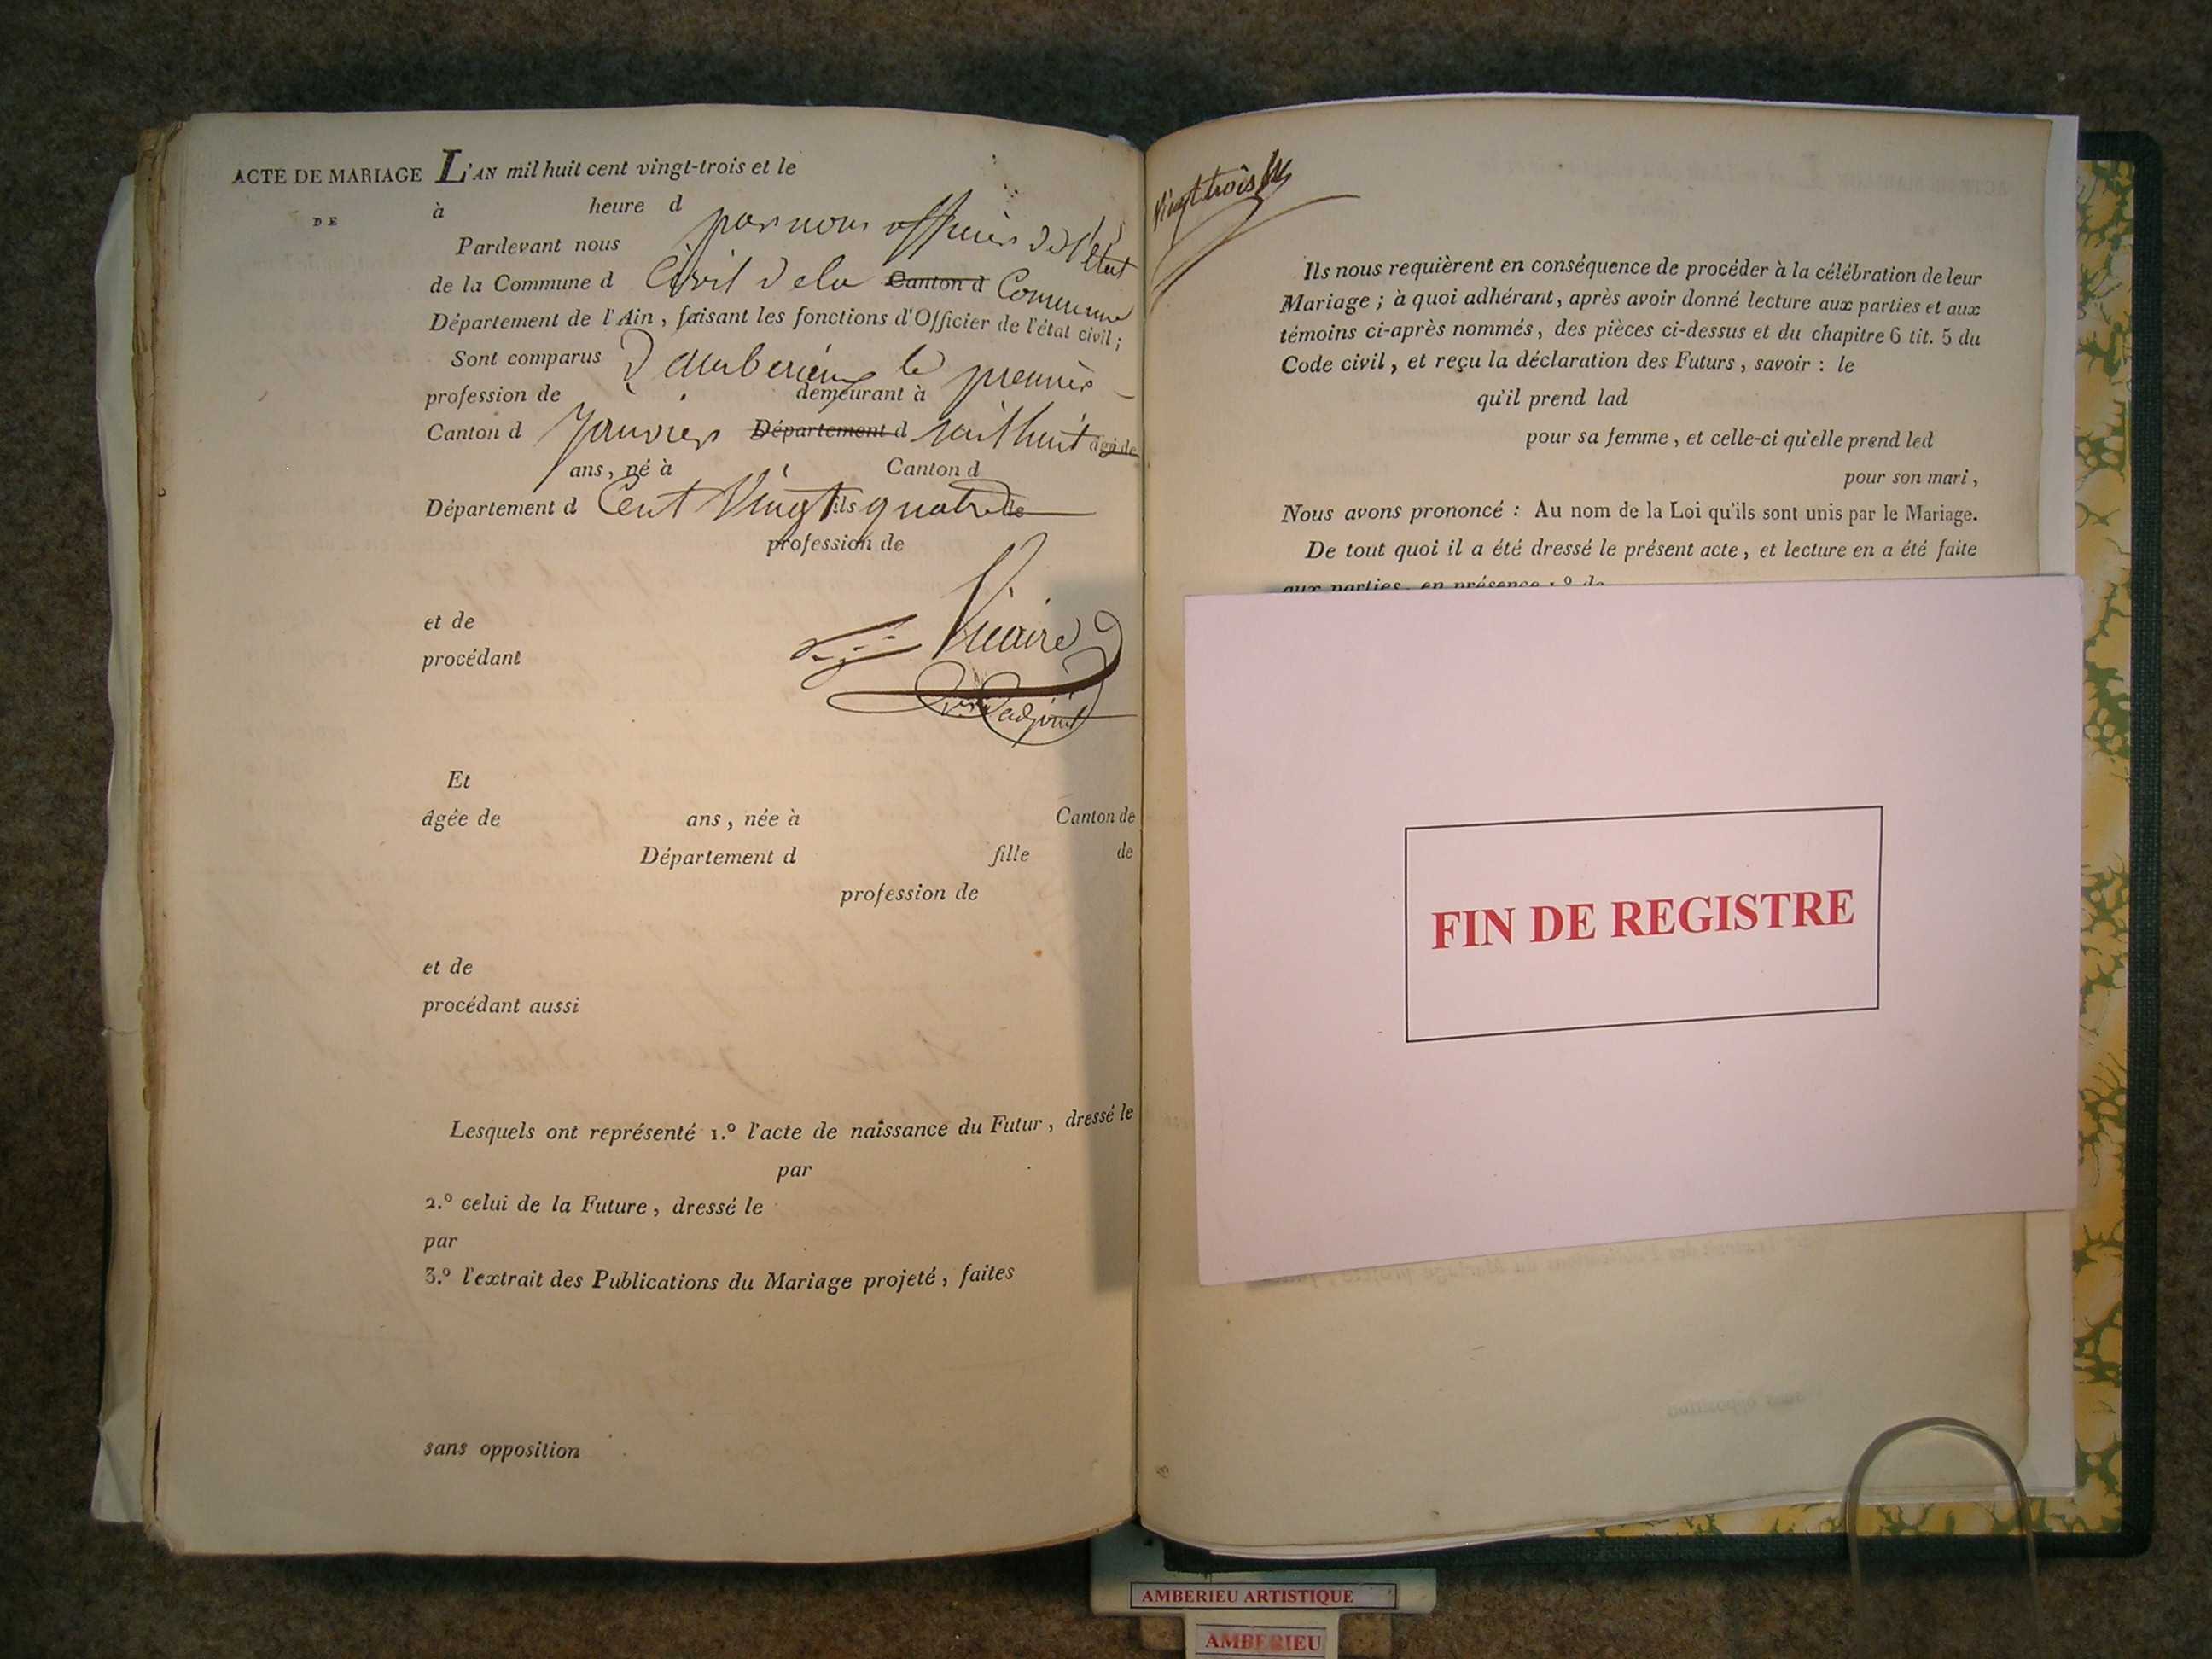 ACTE DE MARIAGE
DE
L'AN mil huit cent vingt-trois et le
à heure d
par nous officier de l'état
Pardevant nous
de la Commune d Civil de la Canton d Commune
Département de l'Ain, faisant les fonctions d'Officier de l'état civil;
Sont comparus d'amberieux le premier
profession de demeurant à
Canton d Janvier Département d mil huit âgé de
ans, né à Canton d
Département d Cent Vingt fils quatre de
profession de
et de Vicaire
procédant
adjoint
Et
âgée de ans, née à Canton de
Département d fille de
profession de
et de
procédant aussi
Lesquels ont représenté 1.º l'acte de naissance du Futur, dressé le
par
2.º celui de la Future, dressé le
par
3.º l'extrait des Publications du Mariage projeté, faites
sans opposition
Vingt trois
Ils nous requièrent en conséquence de procéder à la célébration de leur
Mariage; à quoi adhérant, après avoir donné lecture aux parties et aux
témoins ci-après nommés, des pièces ci-dessus et du chapitre 6 tit. 5 du
Code civil, et reçu la déclaration des Futurs, savoir: le
qu'il prend lad
pour sa femme, et celle-ci qu'elle prend led
pour son mari,
Nous avons prononcé: Au nom de la Loi qu'ils sont unis par le Mariage.
De tout quoi il a été dressé le présent acte, et lecture en a été faite
aux parties, en présence 1.º de
FIN DE REGISTRE
AMBERIEU ARTISTIQUE
AMBERIEU